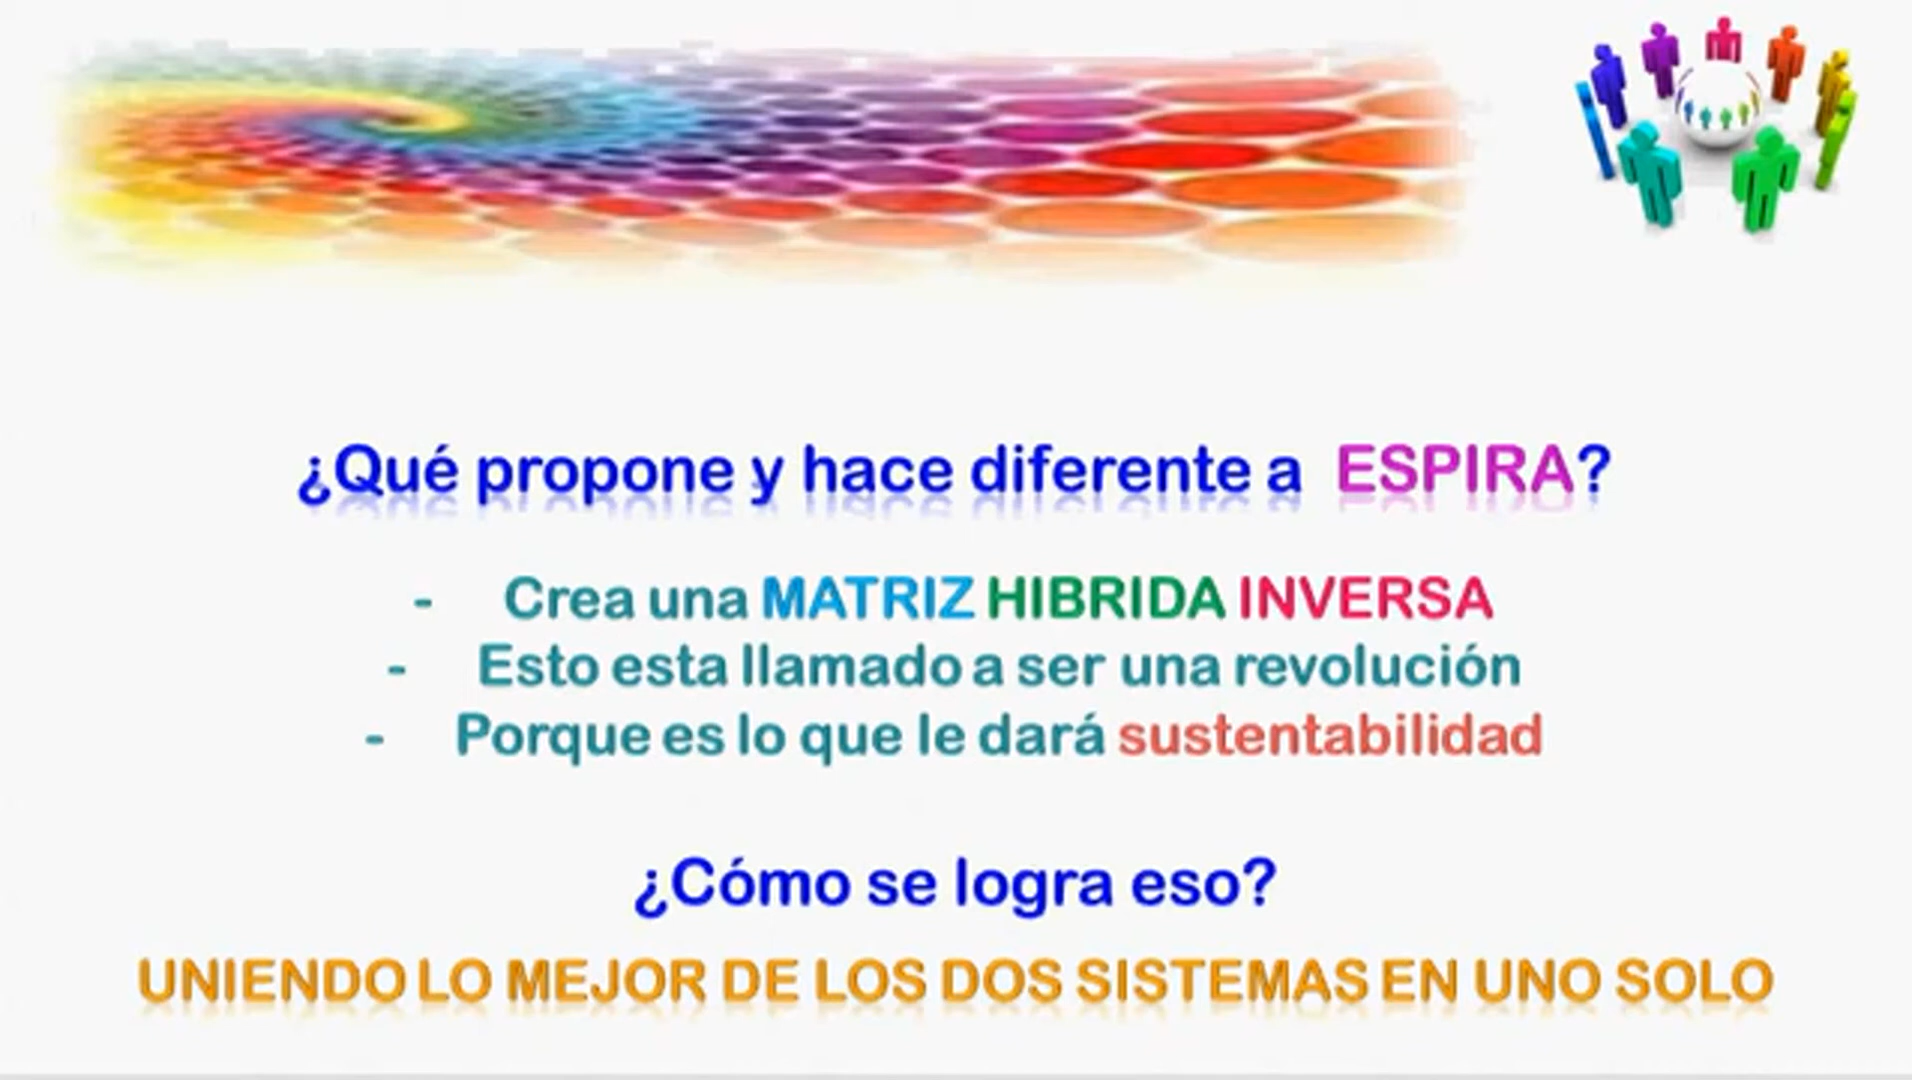 ¿Qué propone y hace diferente a ESPIRA?
- Crea una MATRIZ HIBRIDA INVERSA
- Esto esta llamado a ser una revolución
- Porque es lo que le dará sustentabilidad
¿Cómo se logra eso?
UNIENDO LO MEJOR DE LOS DOS SISTEMAS EN UNO SOLO